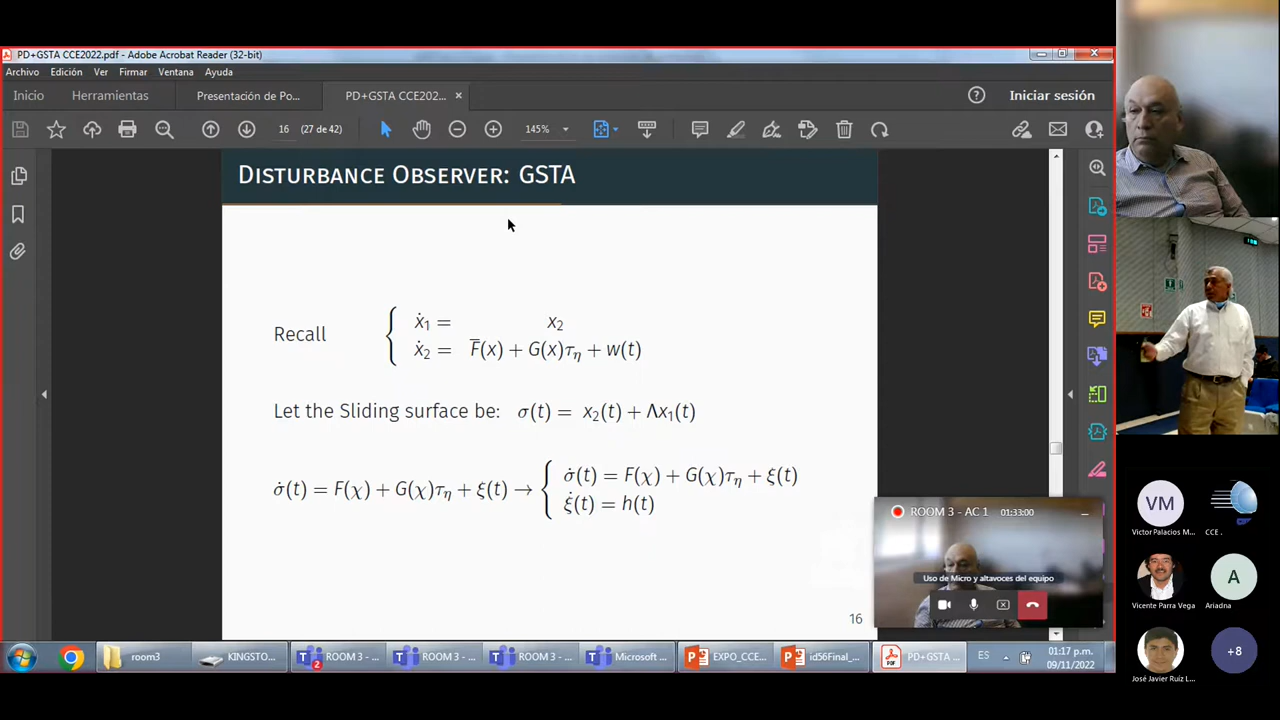 PD+GSTA CCE2022.pdf - Adobe Acrobat Reader (32-bit)
Archivo Edición Ver Firmar Ventana Ayuda
Inicio Herramientas Presentación de Po... PD+GSTA CCE202... × Iniciar sesión
16 (27 de 42) 145%
DISTURBANCE OBSERVER: GSTA
Recall
ẋ₁ = x₂
ẋ₂ = F̅(x) + G(x)τη + w(t)
Let the Sliding surface be: σ(t) = x₂(t) + Λx₁(t)
σ̇(t) = F(χ) + G(χ)τη + ξ(t) → { σ̇(t) = F(χ) + G(χ)τη + ξ(t)
ξ̇(t) = h(t)
16
ROOM 3 - AC 1 01:33:00
Uso de Micro y altavoces del equipo
VM
Victor Palacios M...
CCE .
Vicente Parra Vega
A
Ariadna
José Javier Ruíz L...
+8
room3 KINGSTO... 2 ROOM 3 - ... ROOM 3 - ... ROOM 3 - ... Microsoft ... EXPO_CCE... id56Final_... PD+GSTA ... ES 01:17 p.m.
09/11/2022